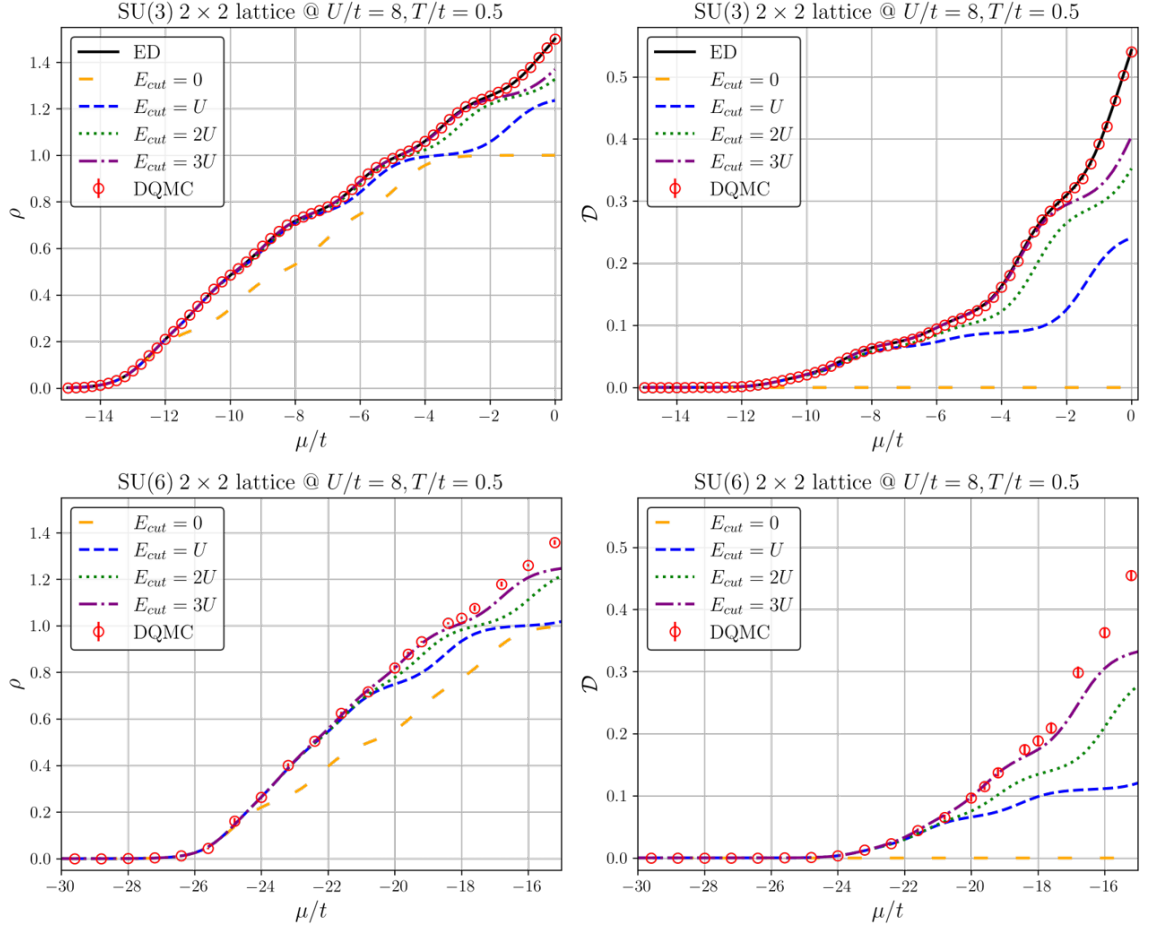 SU(3) 2 × 2 lattice @ U/t = 8, T/t = 0.5
ED
E_cut = 0
E_cut = U
E_cut = 2U
E_cut = 3U
DQMC
ρ
1.4
1.2
1.0
0.8
0.6
0.4
0.2
0.0
−14
−12
−10
−8
−6
−4
−2
0
μ/t
SU(3) 2 × 2 lattice @ U/t = 8, T/t = 0.5
ED
E_cut = 0
E_cut = U
E_cut = 2U
E_cut = 3U
DQMC
𝒟
0.5
0.4
0.3
0.2
0.1
0.0
−14
−12
−10
−8
−6
−4
−2
0
μ/t
SU(6) 2 × 2 lattice @ U/t = 8, T/t = 0.5
E_cut = 0
E_cut = U
E_cut = 2U
E_cut = 3U
DQMC
ρ
1.4
1.2
1.0
0.8
0.6
0.4
0.2
0.0
−30
−28
−26
−24
−22
−20
−18
−16
μ/t
SU(6) 2 × 2 lattice @ U/t = 8, T/t = 0.5
E_cut = 0
E_cut = U
E_cut = 2U
E_cut = 3U
DQMC
𝒟
0.5
0.4
0.3
0.2
0.1
0.0
−30
−28
−26
−24
−22
−20
−18
−16
μ/t